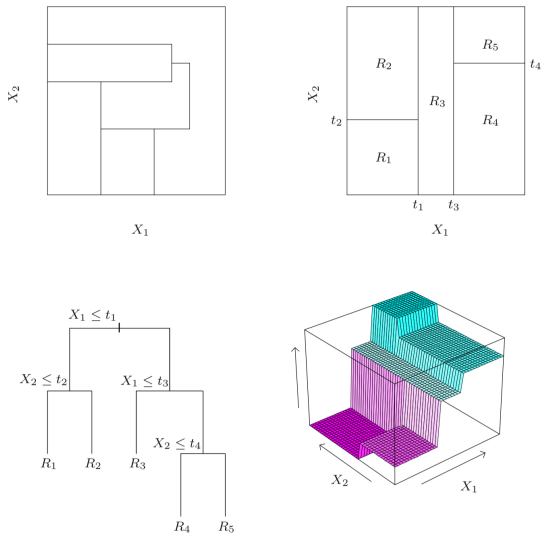 X₂
X₁
R₅
R₂
t₄
X₂
R₃
R₄
t₂
R₁
t₁ t₃
X₁
X₁ ≤ t₁
X₂ ≤ t₂ X₁ ≤ t₃
X₂ ≤ t₄
R₁ R₂ R₃
R₄ R₅
X₂ X₁